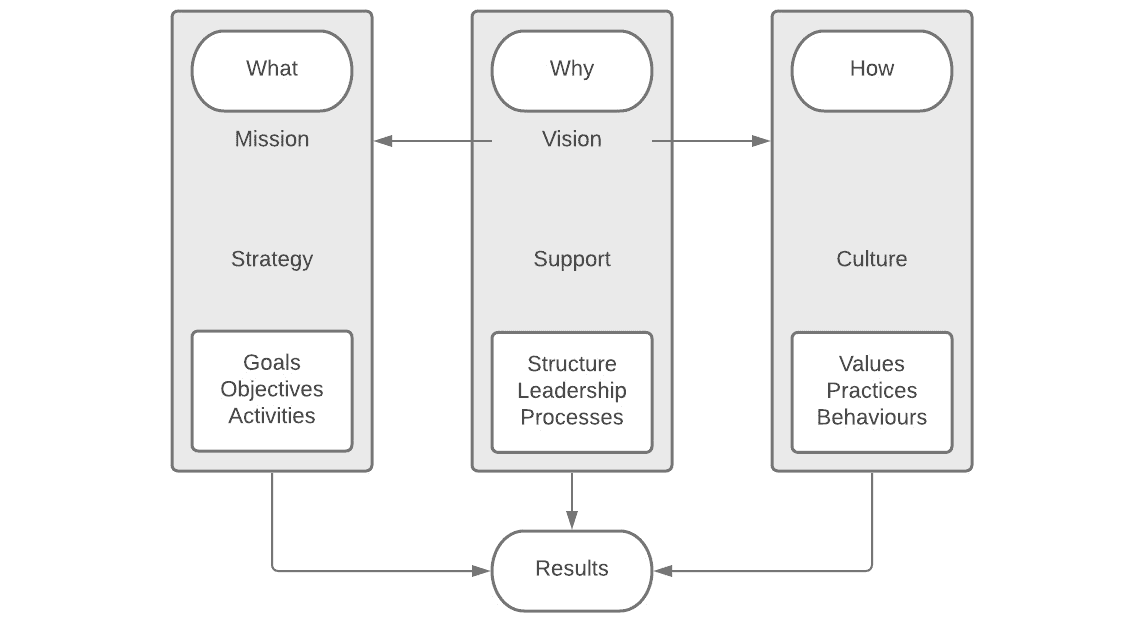 What
Mission
Strategy
Goals
Objectives
Activities
Why
Vision
Support
Structure
Leadership
Processes
How
Culture
Values
Practices
Behaviours
Results